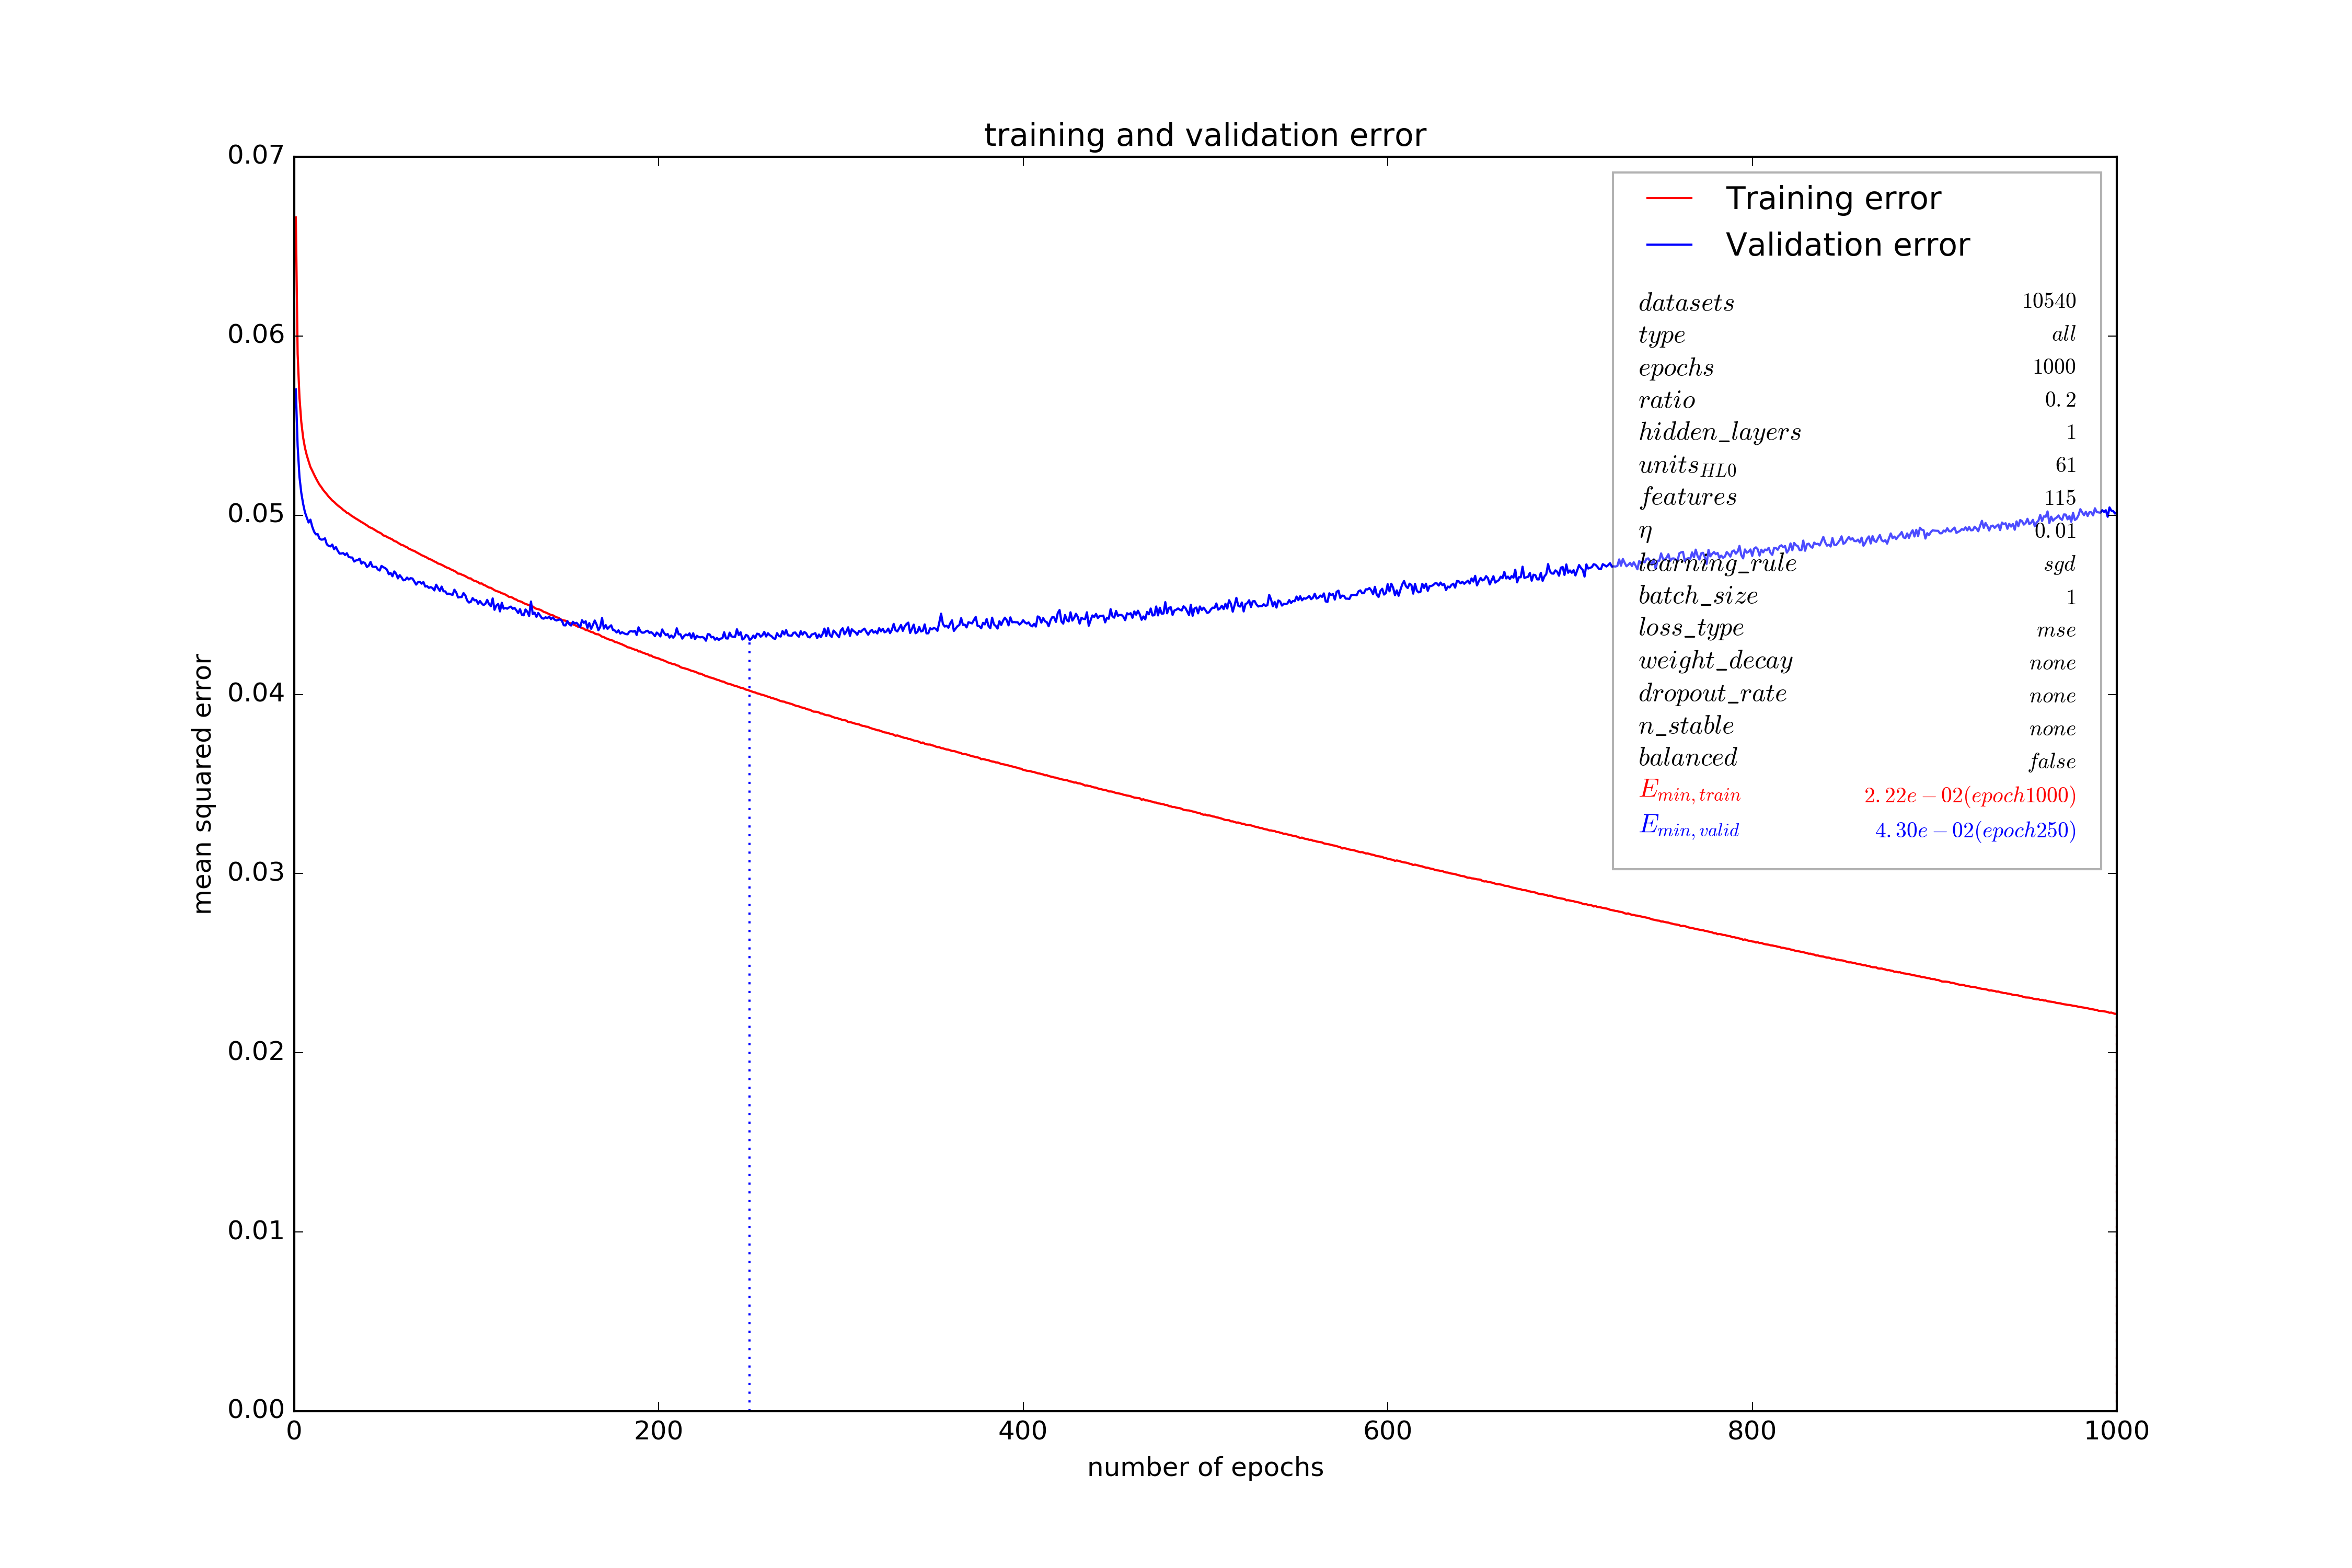 training and validation error
0.07
0.06
0.05
0.04
0.03
0.02
0.01
0.00
mean squared error
0 200 400 600 800 1000
number of epochs
Training error
Validation error
datasets 10540
type all
epochs 1000
ratio 0.2
hidden_layers 1
units_HL0 61
features 115
η 0.01
learning_rule sgd
batch_size 1
loss_type mse
weight_decay none
dropout_rate none
n_stable none
balanced false
E_min,train 2.22e−02(epoch1000)
E_min,valid 4.30e−02(epoch250)